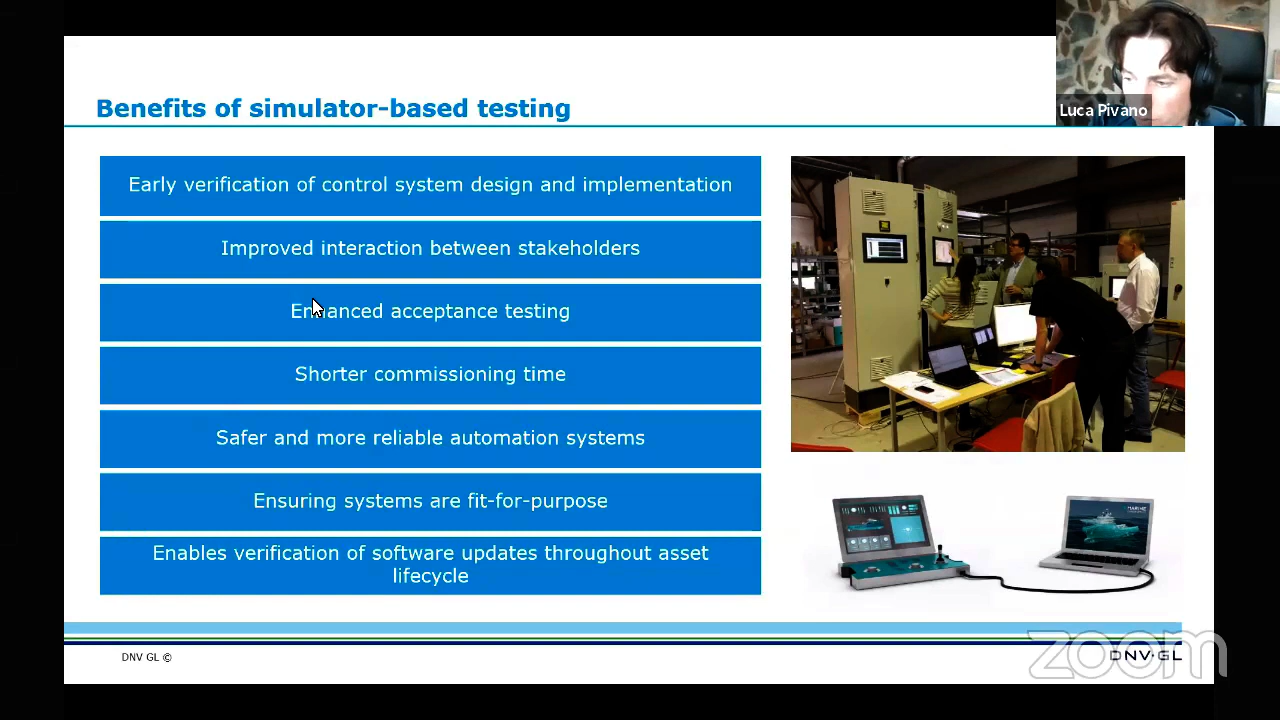 Luca Pivano
Benefits of simulator-based testing
Early verification of control system design and implementation
Improved interaction between stakeholders
Enhanced acceptance testing
Shorter commissioning time
Safer and more reliable automation systems
Ensuring systems are fit-for-purpose
Enables verification of software updates throughout asset
lifecycle
MARINE
DNV GL ©
DNV·GL
zoom